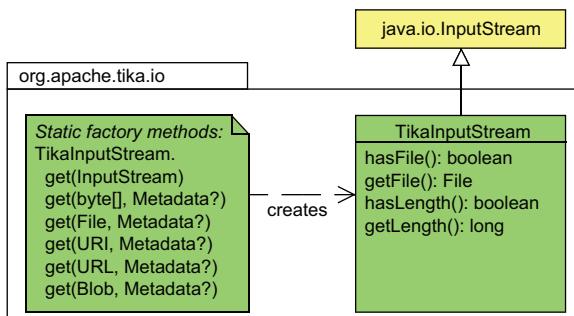 java.io.InputStream
org.apache.tika.io
Static factory methods:
TikaInputStream.
get(InputStream)
get(byte[], Metadata?)
get(File, Metadata?)
get(URI, Metadata?)
get(URL, Metadata?)
get(Blob, Metadata?)
creates
TikaInputStream
hasFile(): boolean
getFile(): File
hasLength(): boolean
getLength(): long